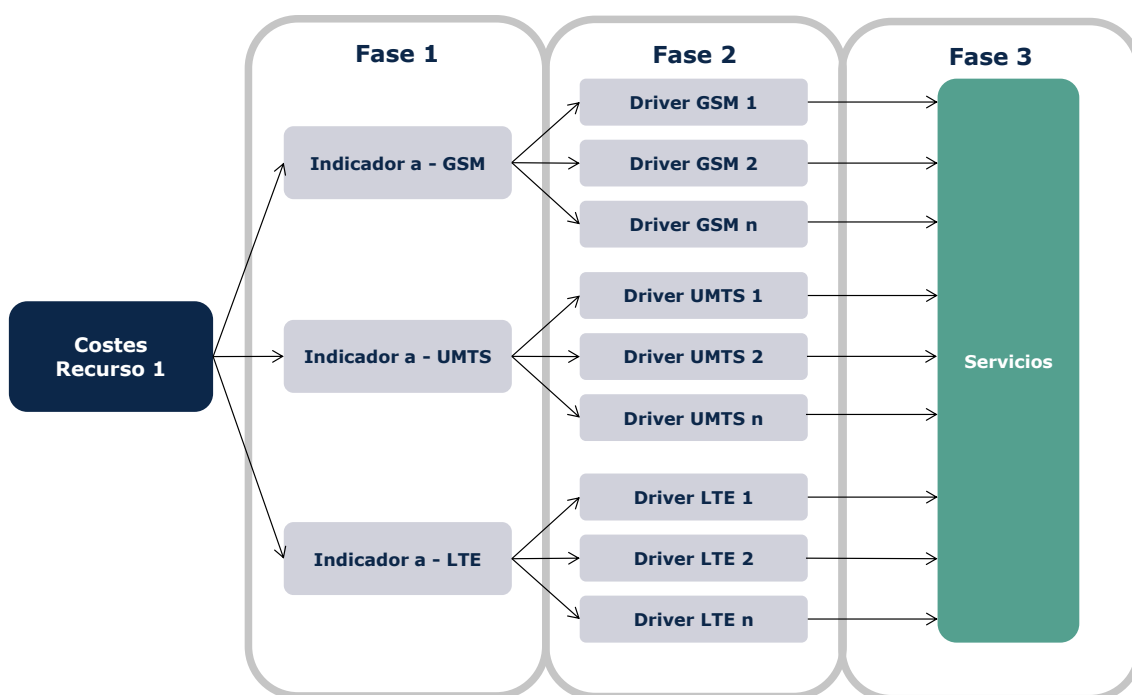 Fase 1
Fase 2
Fase 3
Costes
Recurso 1
Indicador a - GSM
Indicador a - UMTS
Indicador a - LTE
Driver GSM 1
Driver GSM 2
Driver GSM n
Driver UMTS 1
Driver UMTS 2
Driver UMTS n
Driver LTE 1
Driver LTE 2
Driver LTE n
Servicios